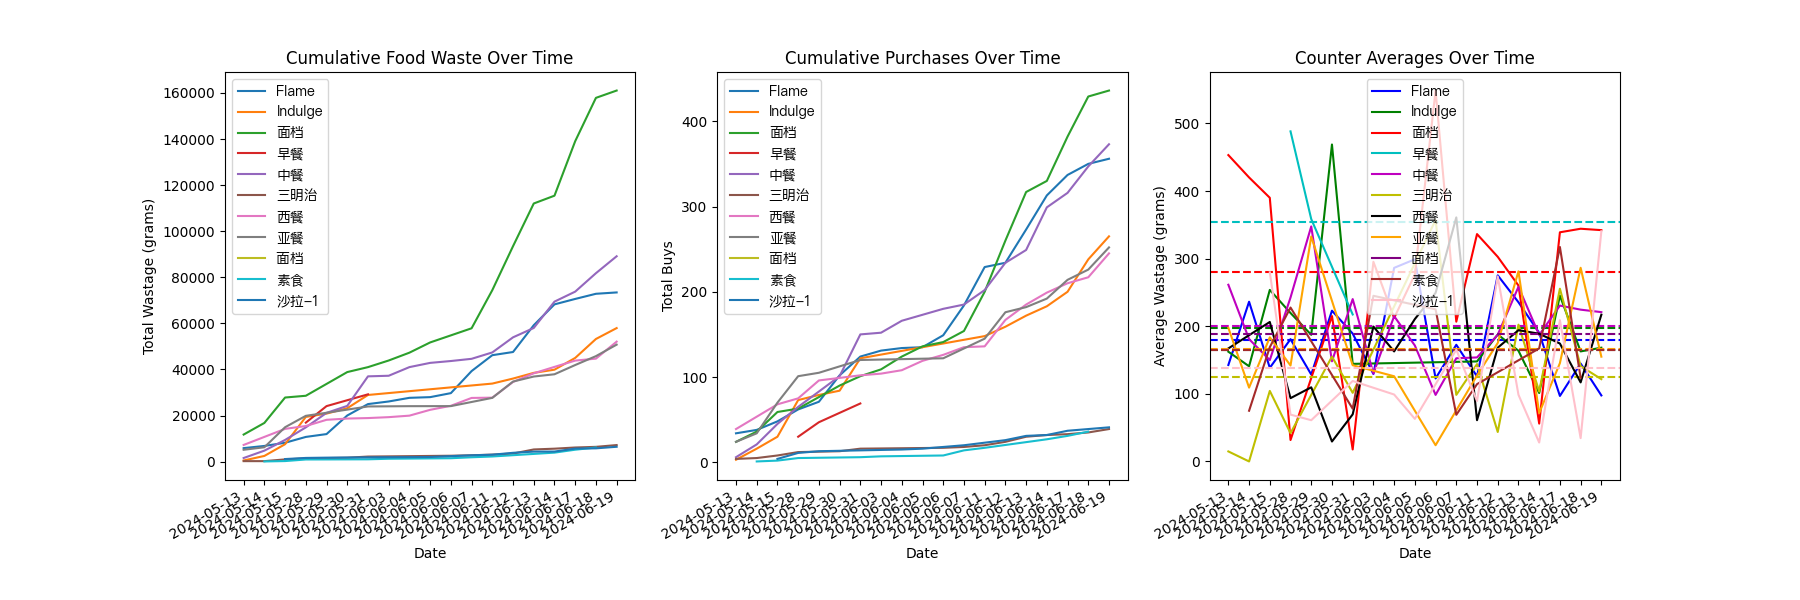 Cumulative Food Waste Over Time
Total Wastage (grams)
160000
140000
120000
100000
80000
60000
40000
20000
0
Flame
Indulge
面档
早餐
中餐
三明治
西餐
亚餐
面档
素食
沙拉-1
2024-05-13
2024-05-14
2024-05-15
2024-05-28
2024-05-29
2024-05-30
2024-05-31
2024-06-03
2024-06-04
2024-06-05
2024-06-06
2024-06-07
2024-06-11
2024-06-12
2024-06-13
2024-06-14
2024-06-17
2024-06-18
2024-06-19
Date
Cumulative Purchases Over Time
Total Buys
400
300
200
100
0
Flame
Indulge
面档
早餐
中餐
三明治
西餐
亚餐
面档
素食
沙拉-1
2024-05-13
2024-05-14
2024-05-15
2024-05-28
2024-05-29
2024-05-30
2024-05-31
2024-06-03
2024-06-04
2024-06-05
2024-06-06
2024-06-07
2024-06-11
2024-06-12
2024-06-13
2024-06-14
2024-06-17
2024-06-18
2024-06-19
Date
Counter Averages Over Time
Average Wastage (grams)
500
400
300
200
100
0
Flame
Indulge
面档
早餐
中餐
三明治
西餐
亚餐
面档
素食
沙拉-1
2024-05-13
2024-05-14
2024-05-15
2024-05-28
2024-05-29
2024-05-30
2024-05-31
2024-06-03
2024-06-04
2024-06-05
2024-06-06
2024-06-07
2024-06-11
2024-06-12
2024-06-13
2024-06-14
2024-06-17
2024-06-18
2024-06-19
Date